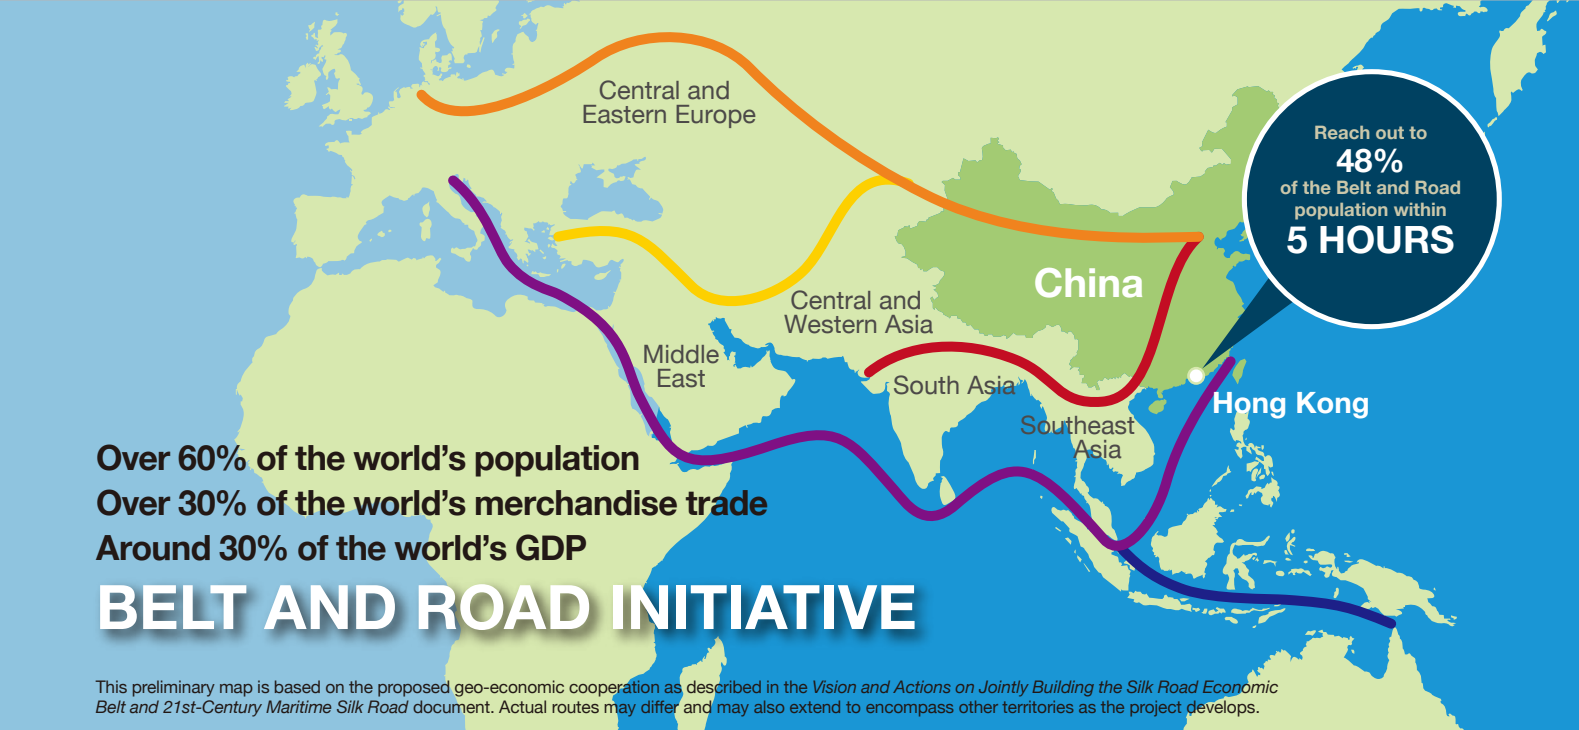 Central and
Eastern Europe
Reach out to
48%
of the Belt and Road
population within
5 HOURS
China
Central and
Western Asia
Middle
East
South Asia
Hong Kong
Southeast
Asia
Over 60% of the world’s population
Over 30% of the world’s merchandise trade
Around 30% of the world’s GDP
BELT AND ROAD INITIATIVE
This preliminary map is based on the proposed geo-economic cooperation as described in the Vision and Actions on Jointly Building the Silk Road Economic
Belt and 21st-Century Maritime Silk Road document. Actual routes may differ and may also extend to encompass other territories as the project develops.